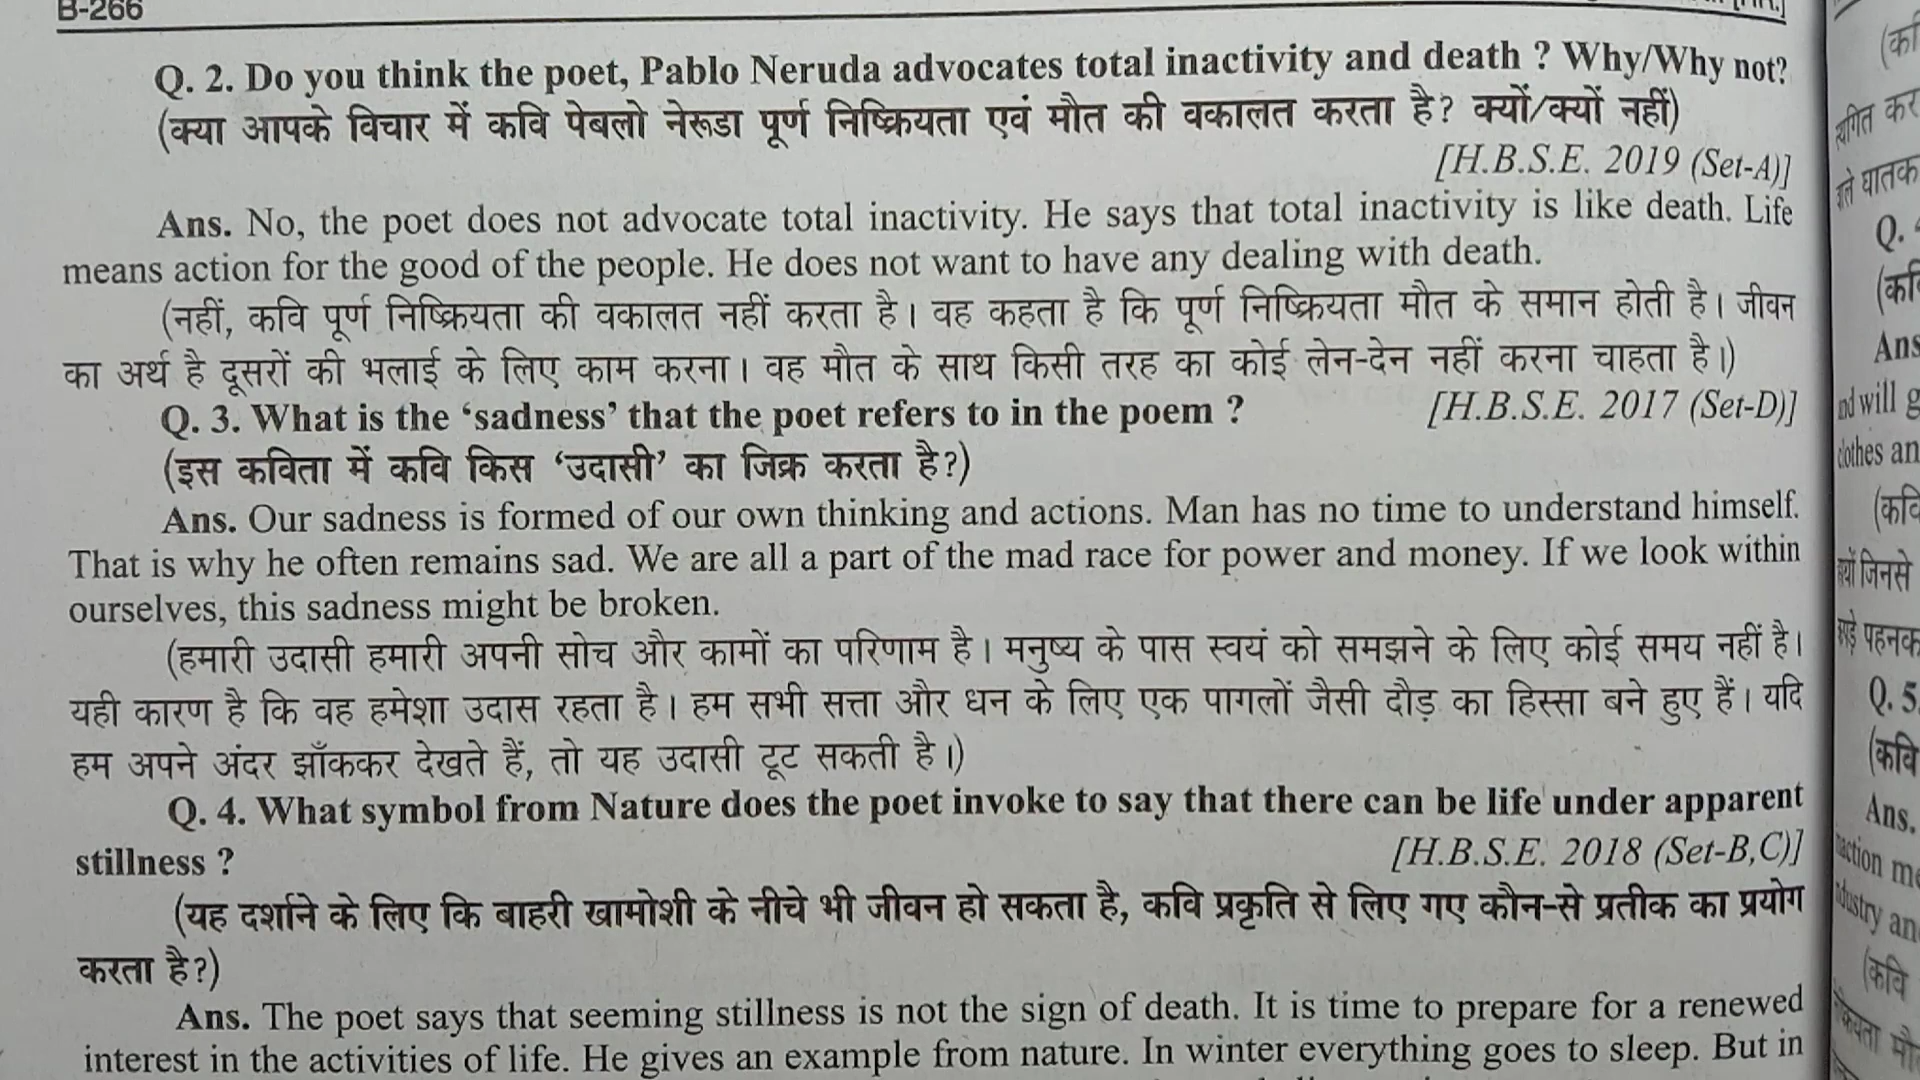 B-266
Q. 2. Do you think the poet, Pablo Neruda advocates total inactivity and death ? Why/Why not?
(क्या आपके विचार में कवि पेबलो नेरूडा पूर्ण निष्क्रियता एवं मौत की वकालत करता है? क्यों/क्यों नहीं)
[H.B.S.E. 2019 (Set-A)]
Ans. No, the poet does not advocate total inactivity. He says that total inactivity is like death. Life
means action for the good of the people. He does not want to have any dealing with death.
(नहीं, कवि पूर्ण निष्क्रियता की वकालत नहीं करता है। वह कहता है कि पूर्ण निष्क्रियता मौत के समान होती है। जीवन
का अर्थ है दूसरों की भलाई के लिए काम करना। वह मौत के साथ किसी तरह का कोई लेन-देन नहीं करना चाहता है।)
Q. 3. What is the ‘sadness’ that the poet refers to in the poem ? [H.B.S.E. 2017 (Set-D)]
(इस कविता में कवि किस ‘उदासी’ का जिक्र करता है?)
Ans. Our sadness is formed of our own thinking and actions. Man has no time to understand himself.
That is why he often remains sad. We are all a part of the mad race for power and money. If we look within
ourselves, this sadness might be broken.
(हमारी उदासी हमारी अपनी सोच और कामों का परिणाम है। मनुष्य के पास स्वयं को समझने के लिए कोई समय नहीं है।
यही कारण है कि वह हमेशा उदास रहता है। हम सभी सत्ता और धन के लिए एक पागलों जैसी दौड़ का हिस्सा बने हुए हैं। यदि
हम अपने अंदर झाँककर देखते हैं, तो यह उदासी टूट सकती है।)
Q. 4. What symbol from Nature does the poet invoke to say that there can be life under apparent
stillness ? [H.B.S.E. 2018 (Set-B,C)]
(यह दर्शाने के लिए कि बाहरी खामोशी के नीचे भी जीवन हो सकता है, कवि प्रकृति से लिए गए कौन-से प्रतीक का प्रयोग
करता है?)
Ans. The poet says that seeming stillness is not the sign of death. It is time to prepare for a renewed
interest in the activities of life. He gives an example from nature. In winter everything goes to sleep. But in
घातक
Q.
Ans
will g
clothes an
(कवि
जिनसे
पहनक
Q. 5.
(कवि
Ans.
an
(कवि